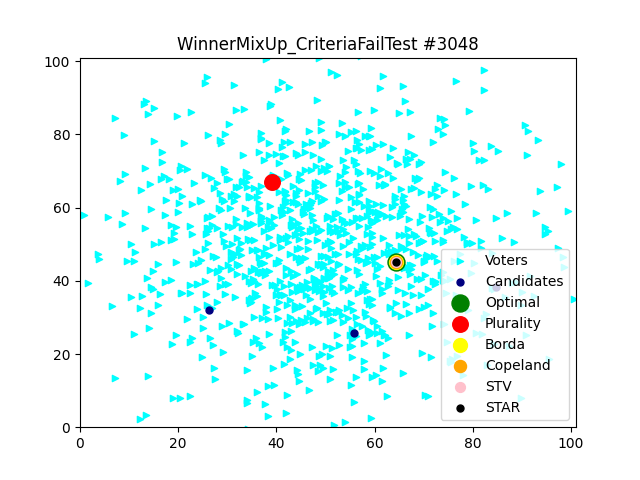 WinnerMixUp_CriteriaFailTest #3048
100
80
60
40
20
0
0
20
40
60
80
100
Voters
Candidates
Optimal
Plurality
Borda
Copeland
STV
STAR